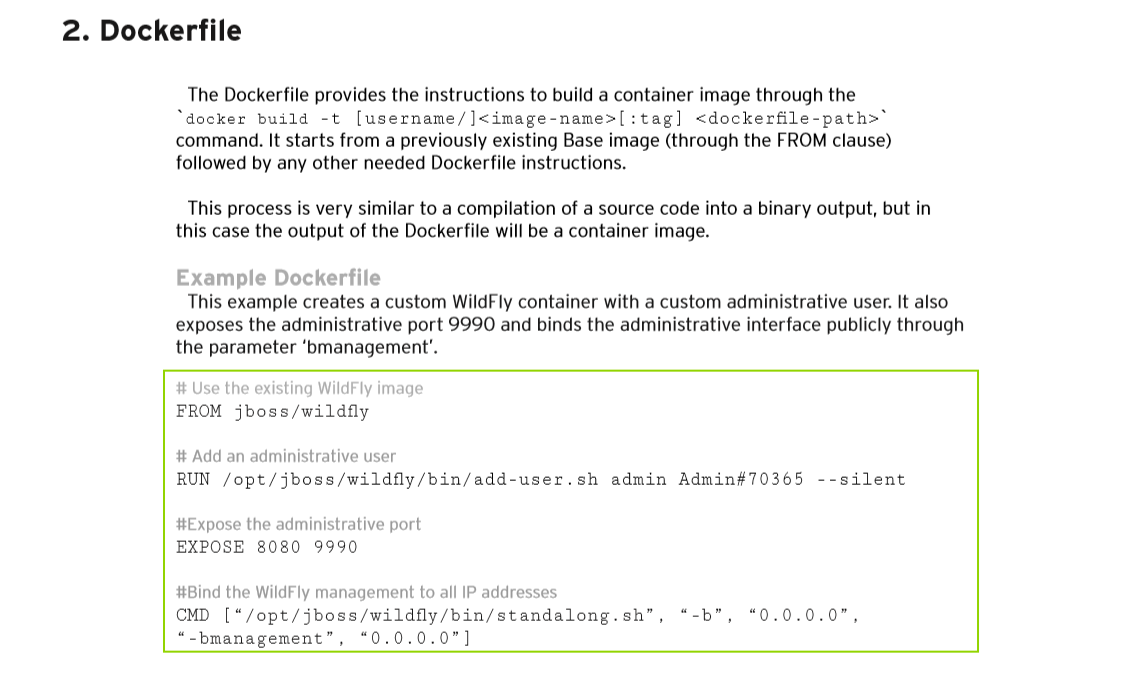 2. Dockerfile
The Dockerfile provides the instructions to build a container image through the
`docker build -t [username/]<image-name>[:tag] <dockerfile-path>`
command. It starts from a previously existing Base image (through the FROM clause)
followed by any other needed Dockerfile instructions.
This process is very similar to a compilation of a source code into a binary output, but in
this case the output of the Dockerfile will be a container image.
Example Dockerfile
This example creates a custom WildFly container with a custom administrative user. It also
exposes the administrative port 9990 and binds the administrative interface publicly through
the parameter ‘bmanagement’.
# Use the existing WildFly image
FROM jboss/wildfly
# Add an administrative user
RUN /opt/jboss/wildfly/bin/add-user.sh admin Admin#70365 --silent
#Expose the administrative port
EXPOSE 8080 9990
#Bind the WildFly management to all IP addresses
CMD [“/opt/jboss/wildfly/bin/standalong.sh”, “-b”, “0.0.0.0”,
“-bmanagement”, “0.0.0.0”]